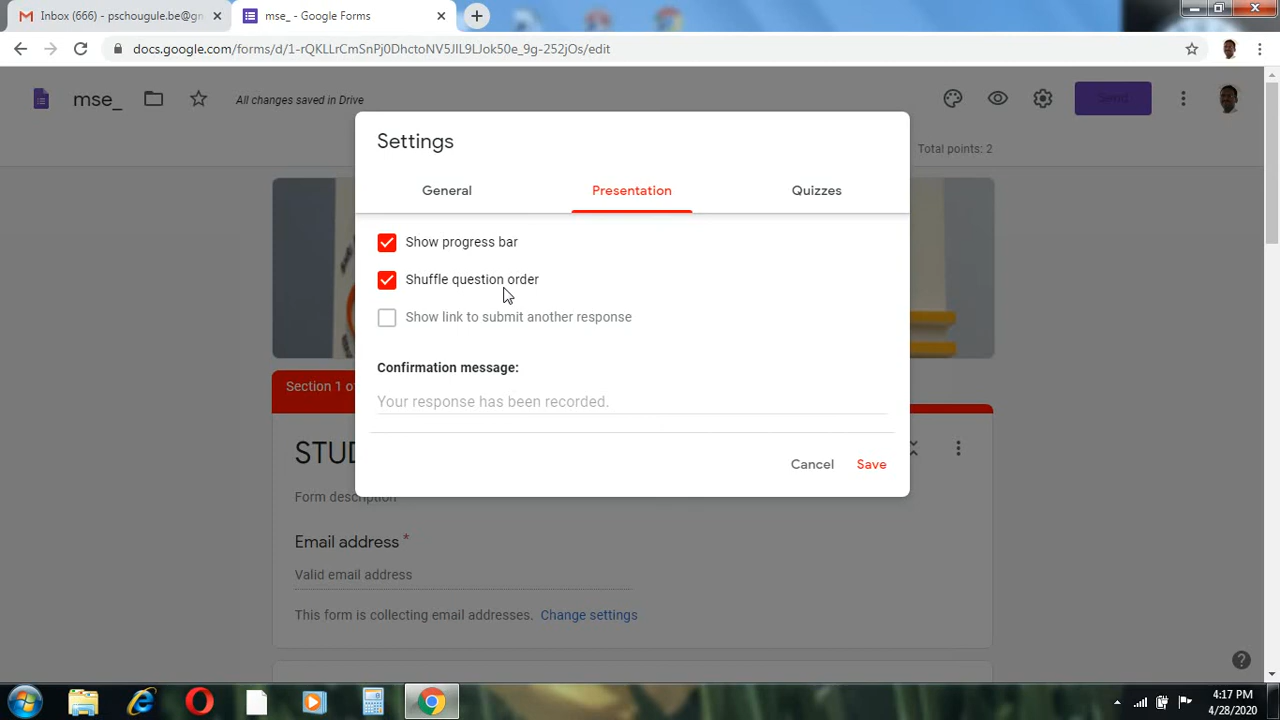 Inbox (666) - pschougule.be@gm
mse_ - Google Forms
docs.google.com/forms/d/1-rQKLLrCmSnPj0DhctoNV5JIL9LJok50e_9g-252jOs/edit
mse_
All changes saved in Drive
Send
Total points: 2
Settings
General
Presentation
Quizzes
Show progress bar
Shuffle question order
Show link to submit another response
Confirmation message:
Your response has been recorded.
Cancel
Save
Section 1 of
STUD
Form description
Email address *
Valid email address
This form is collecting email addresses. Change settings
4:17 PM
4/28/2020